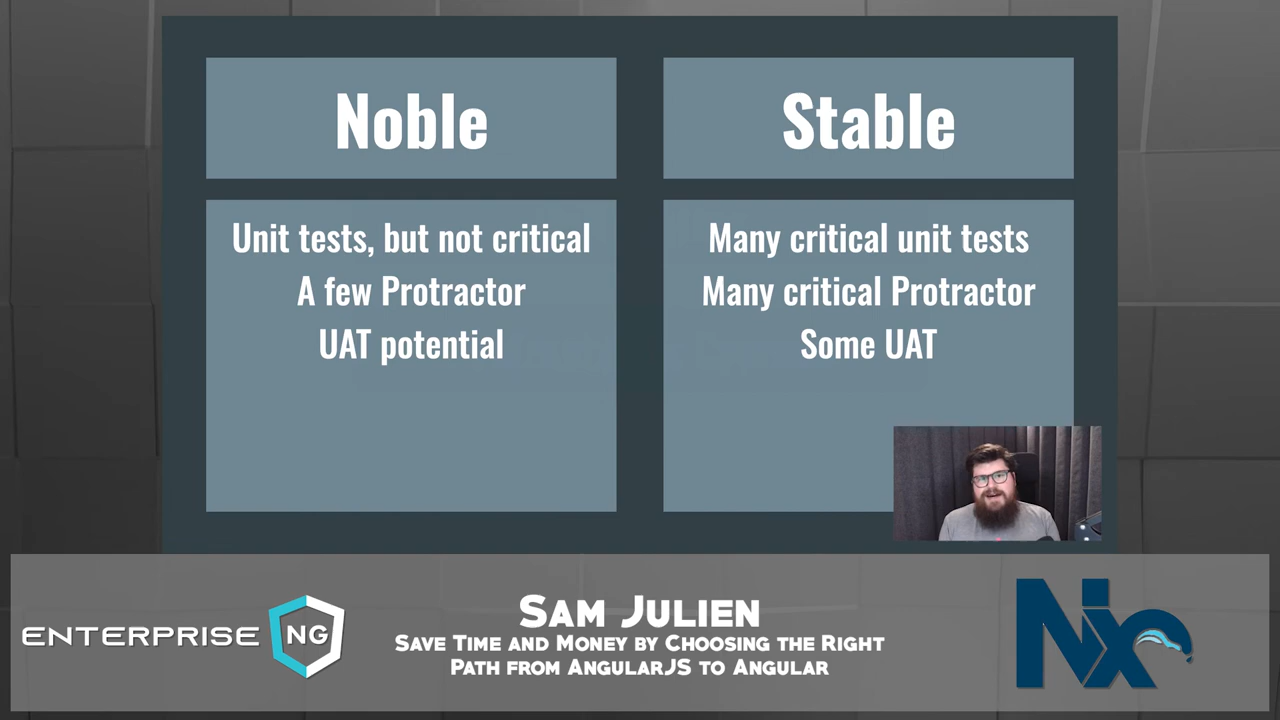 Noble
Stable
Unit tests, but not critical
A few Protractor
UAT potential
Many critical unit tests
Many critical Protractor
Some UAT
ENTERPRISE NG
SAM JULIEN
SAVE TIME AND MONEY BY CHOOSING THE RIGHT
PATH FROM ANGULARJS TO ANGULAR
Nx